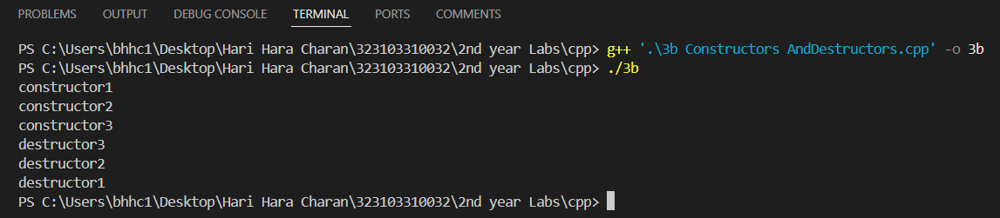 PROBLEMS OUTPUT DEBUG CONSOLE TERMINAL PORTS COMMENTS
PS C:\Users\bhhc1\Desktop\Hari Hara Charan\323103310032\2nd year Labs\cpp> g++ '.\3b Constructors AndDestructors.cpp' -o 3b
PS C:\Users\bhhc1\Desktop\Hari Hara Charan\323103310032\2nd year Labs\cpp> ./3b
constructor1
constructor2
constructor3
destructor3
destructor2
destructor1
PS C:\Users\bhhc1\Desktop\Hari Hara Charan\323103310032\2nd year Labs\cpp>